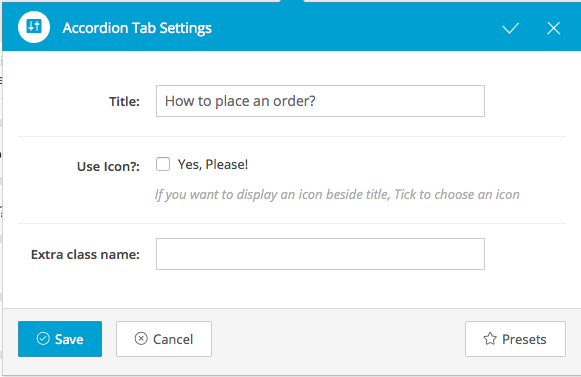 Accordion Tab Settings
Title: How to place an order?
Use Icon?: Yes, Please!
If you want to display an icon beside title, Tick to choose an icon
Extra class name:
Save Cancel Presets